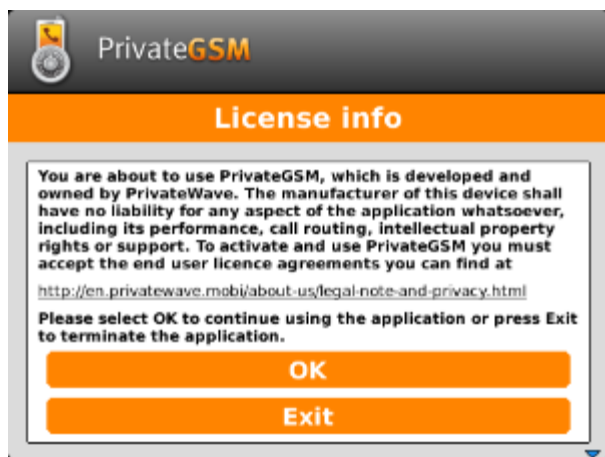 PrivateGSM
License info
You are about to use PrivateGSM, which is developed and
owned by PrivateWave. The manufacturer of this device shall
have no liability for any aspect of the application whatsoever,
including its performance, call routing, intellectual property
rights or support. To activate and use PrivateGSM you must
accept the end user licence agreements you can find at
http://en.privatewave.mobi/about-us/legal-note-and-privacy.html
Please select OK to continue using the application or press Exit
to terminate the application.
OK
Exit